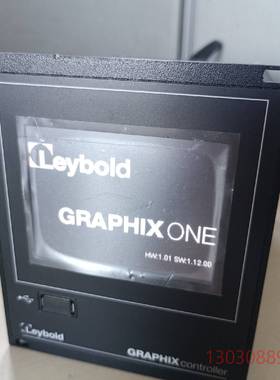 Leybold
GRAPHIX ONE
HW:1.01 SW:1.12.00
Leybold
GRAPHIX controller
13030889